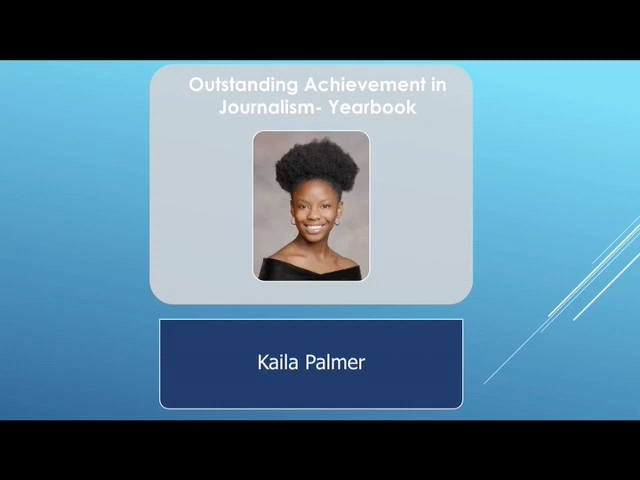 Outstanding Achievement in
Journalism- Yearbook
Kaila Palmer